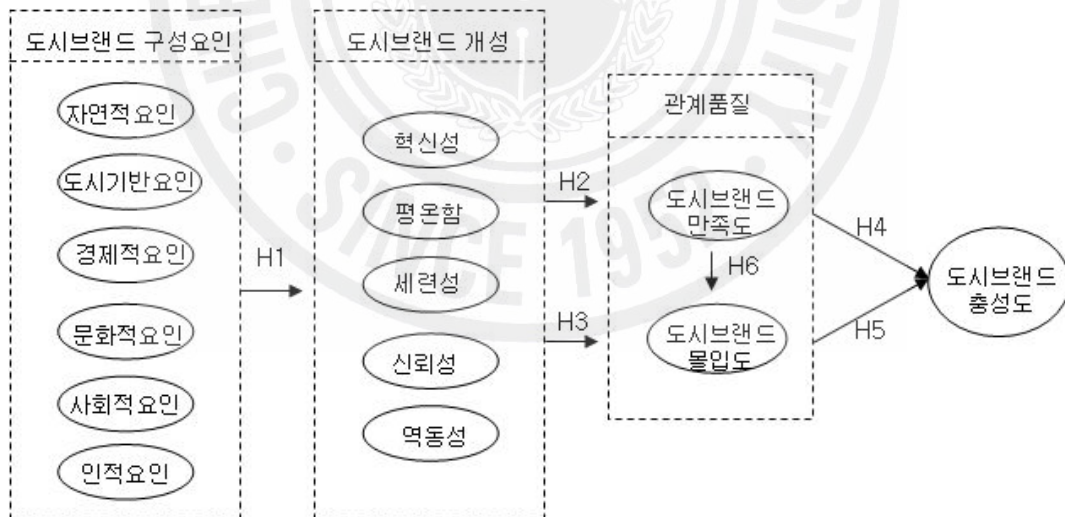 도시브랜드 구성요인
자연적요인
도시기반요인
경제적요인
문화적요인
사회적요인
인적요인
H1
도시브랜드 개성
혁신성
평온함
세련성
신뢰성
역동성
H2
H3
관계품질
도시브랜드
만족도
H6
도시브랜드
몰입도
H4
H5
도시브랜드
충성도
SINCE 195